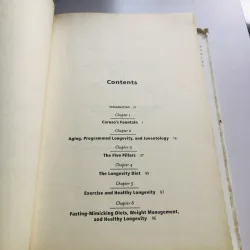 Contents
Introduction
Chapter 1
Caruso's Fountain 1
Chapter 2
Aging, Programmed Longevity, and Juventology
Chapter 3
The Five Pillars
Chapter 4
The Longevity Diet
Chapter 5
Exercise and Healthy Longevity
Chapter 6
Fasting-Mimicking Diets, Weight Management,
and Healthy Longevity